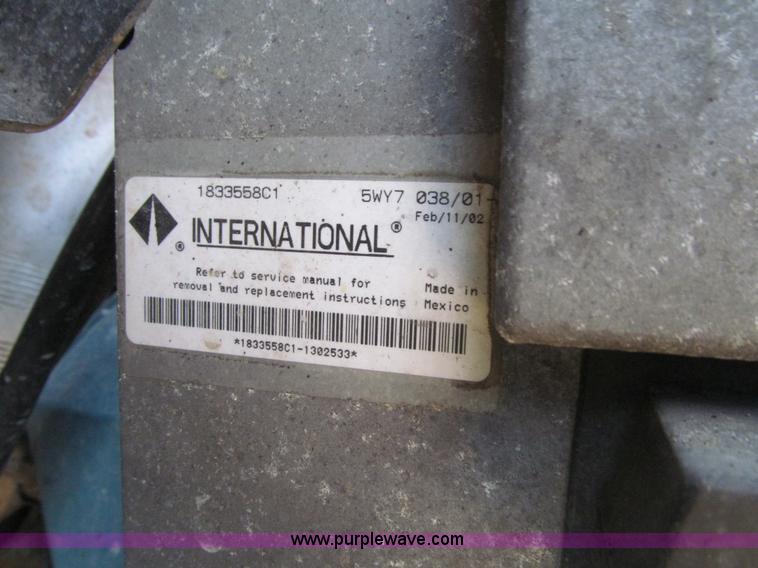 1833558C1 5WY7 038/01-
Feb/11/02
® INTERNATIONAL®
Refer to service manual for
removal and replacement instructions
Made in
Mexico
*1833558C1-1302533*
www.purplewave.com